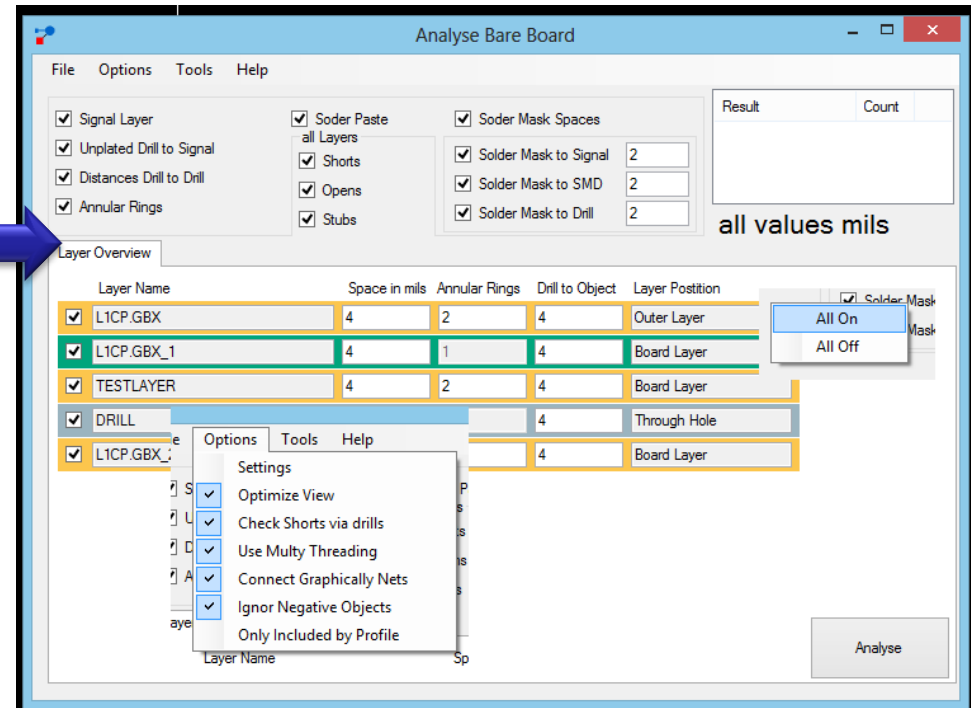 Analyse Bare Board
File Options Tools Help
Signal Layer
Unplated Drill to Signal
Distances Drill to Drill
Annular Rings
Soder Paste
all Layers
Shorts
Opens
Stubs
Soder Mask Spaces
Solder Mask to Signal 2
Solder Mask to SMD 2
Solder Mask to Drill 2
Result Count
all values mils
Layer Overview
Layer Name Space in mils Annular Rings Drill to Object Layer Postition
L1CP.GBX 4 2 4 Outer Layer
L1CP.GBX_1 4 1 4 Board Layer
TESTLAYER 4 2 4 Board Layer
DRILL 4 Through Hole
L1CP.GBX_2 4 Board Layer
Solder Mask
Mask
All On
All Off
e Options Tools Help
Settings
Optimize View
Check Shorts via drills
Use Multy Threading
Connect Graphically Nets
Ignor Negative Objects
Only Included by Profile
Layer Name Sp
Analyse